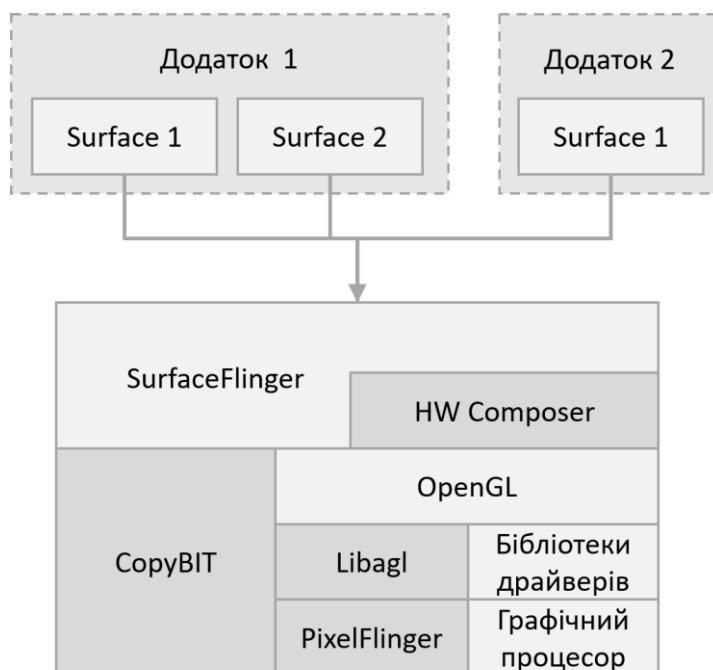 Додаток 1
Додаток 2
Surface 1
Surface 2
Surface 1
SurfaceFlinger
HW Composer
OpenGL
CopyBIT
Libagl
Бібліотеки
драйверів
PixelFlinger
Графічний
процесор